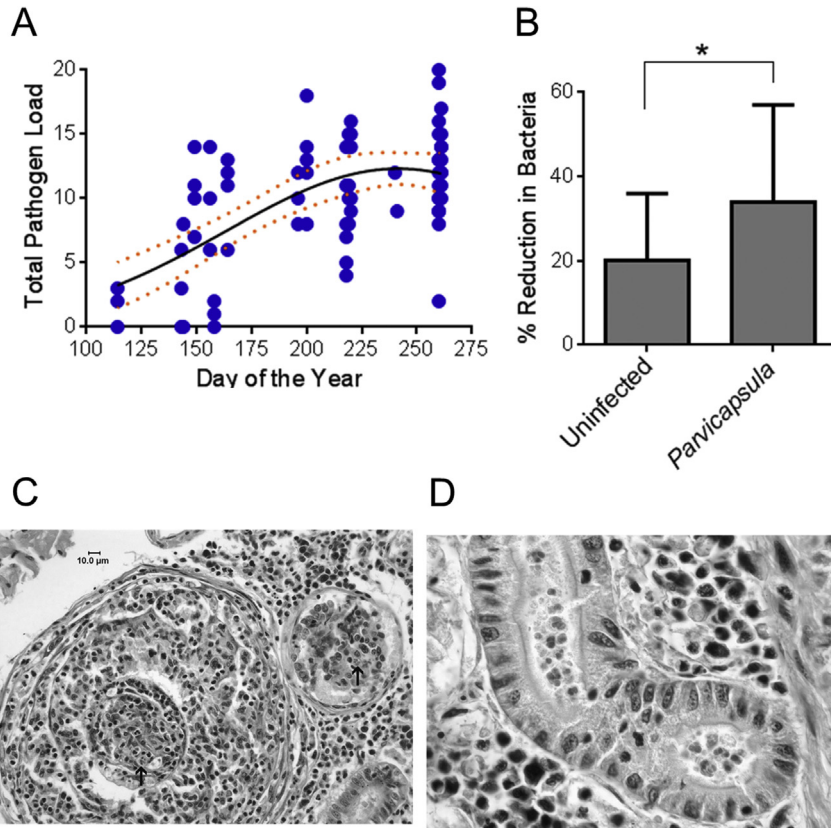 A
Total Pathogen Load
20
15
10
5
0
100 125 150 175 200 225 250 275
Day of the Year
B
*
% Reduction in Bacteria
60
40
20
0
Uninfected
Parvicapsula
C
10.0 µm
D